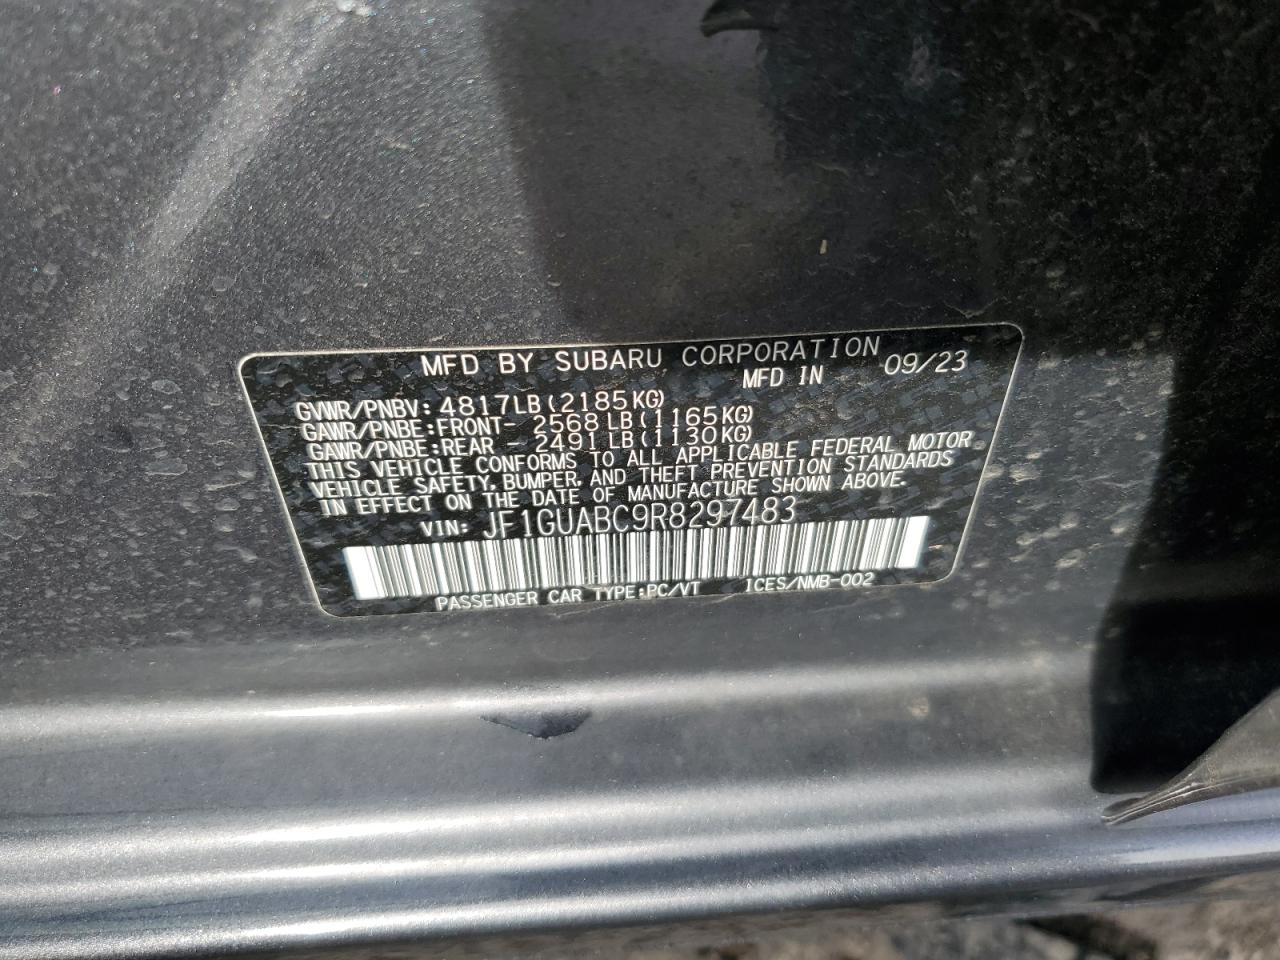 MFD BY SUBARU CORPORATION
MFD IN 09/23
GVWR/PNBV: 4817LB(2185KG)
GAWR/PNBE:FRONT- 2568LB(1165KG)
GAWR/PNBE:REAR - 2491LB(1130KG)
THIS VEHICLE CONFORMS TO ALL APPLICABLE FEDERAL MOTOR
VEHICLE SAFETY, BUMPER, AND THEFT PREVENTION STANDARDS
IN EFFECT ON THE DATE OF MANUFACTURE SHOWN ABOVE.
VIN: JF1GUABC9R8297483
PASSENGER CAR TYPE:PC/VT ICES/NMB-002